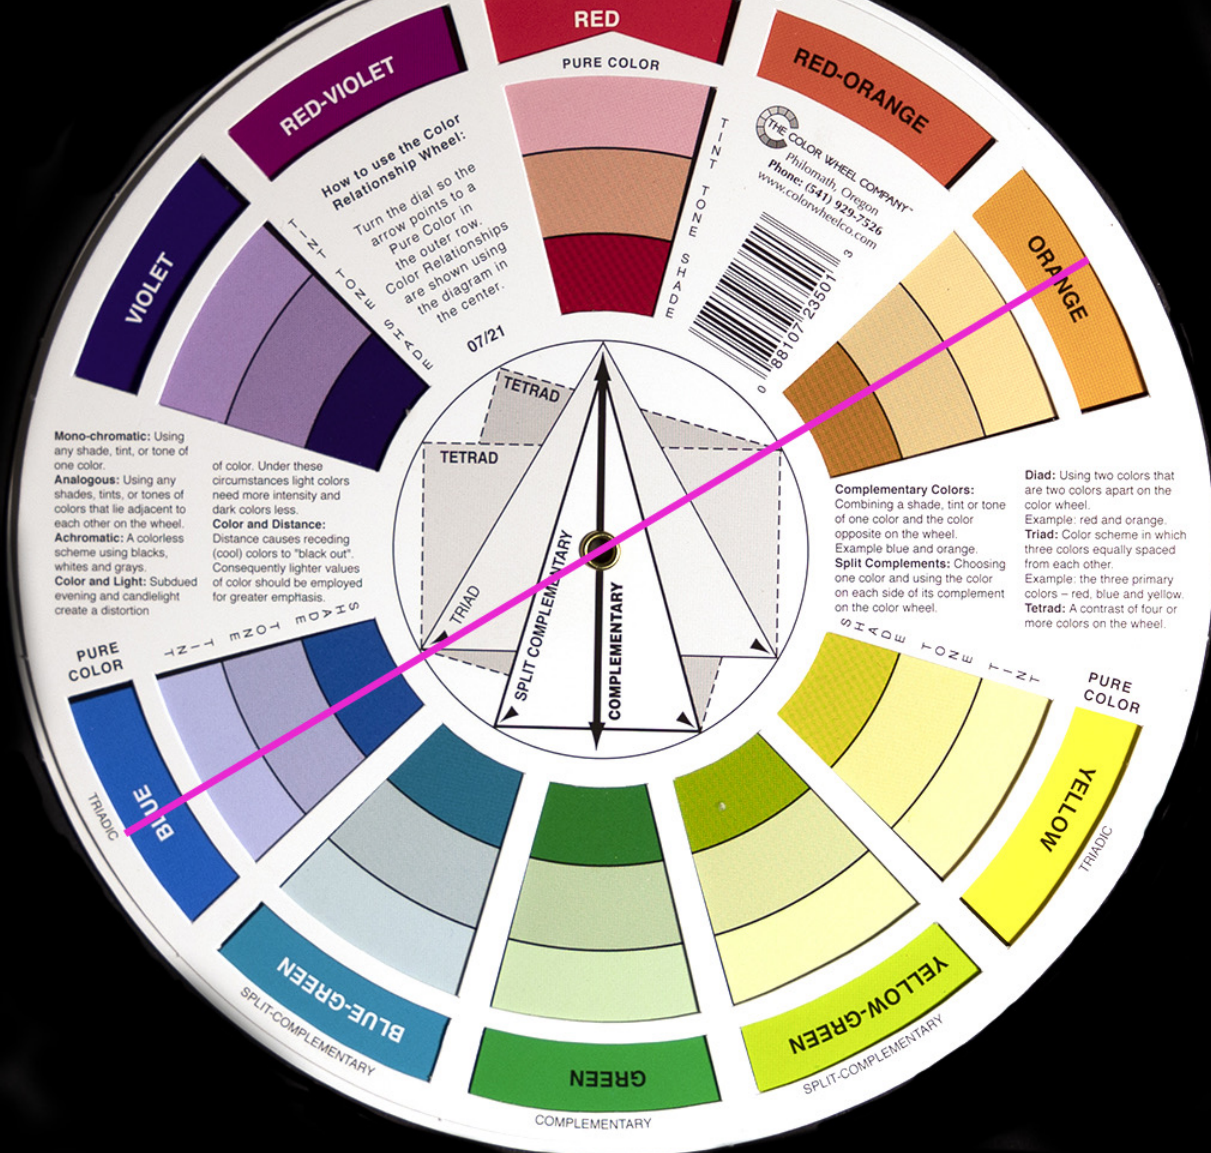 RED
PURE COLOR
RED-VIOLET
RED-ORANGE
How to use the Color
Relationship Wheel:
Turn the dial so the
arrow points to a
Pure Color in
the outer row.
Color Relationships
are shown using
the diagram in
the center.
07/21
TINT TONE SHADE
THE COLOR WHEEL COMPANY™
Philomath, Oregon
Phone: (541) 929-7526
www.colorwheelco.com
0 88107 23501 3
VIOLET
TINT TONE SHADE
ORANGE
TETRAD
TETRAD
TRIAD
SPLIT COMPLEMENTARY
COMPLEMENTARY
Mono-chromatic: Using
any shade, tint, or tone of
one color.
Analogous: Using any
shades, tints, or tones of
colors that lie adjacent to
each other on the wheel.
Achromatic: A colorless
scheme using blacks,
whites and grays.
Color and Light: Subdued
evening and candlelight
create a distortion
of color. Under these
circumstances light colors
need more intensity and
dark colors less.
Color and Distance:
Distance causes receding
(cool) colors to "black out".
Consequently lighter values
of color should be employed
for greater emphasis.
Complementary Colors:
Combining a shade, tint or tone
of one color and the color
opposite on the wheel.
Example blue and orange.
Split Complements: Choosing
one color and using the color
on each side of its complement
on the color wheel.
Diad: Using two colors that
are two colors apart on the
color wheel.
Example: red and orange.
Triad: Color scheme in which
three colors equally spaced
from each other.
Example: the three primary
colors – red, blue and yellow.
Tetrad: A contrast of four or
more colors on the wheel.
SHADE TONE TINT
PURE
COLOR
BLUE
TRIADIC
SHADE TONE TINT
PURE
COLOR
YELLOW
TRIADIC
BLUE-GREEN
SPLIT-COMPLEMENTARY
GREEN
COMPLEMENTARY
YELLOW-GREEN
SPLIT-COMPLEMENTARY